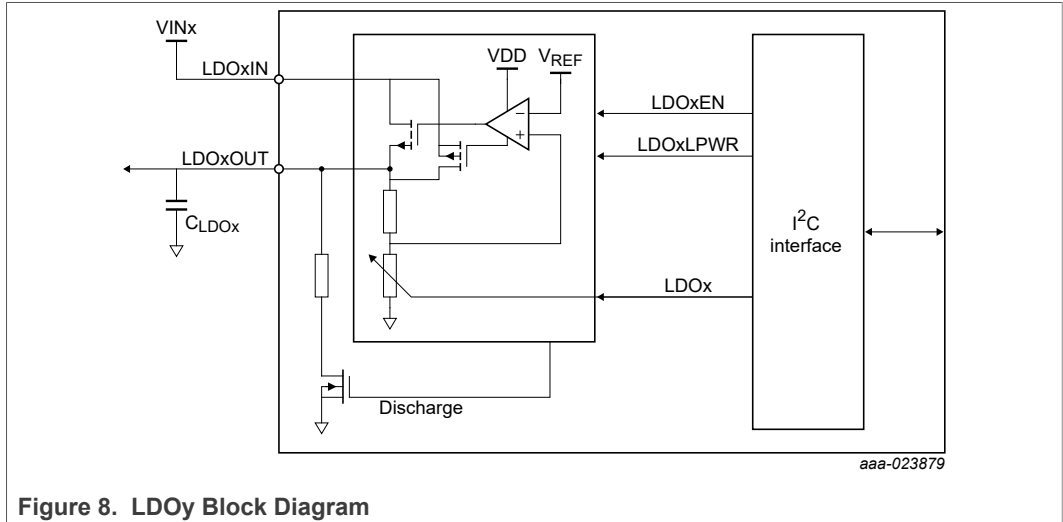 VINx
LDOxIN
VDD
VREF
LDOxEN
LDOxOUT
LDOxLPWR
CLDOx
I2C
interface
LDOx
Discharge
aaa-023879
Figure 8. LDOy Block Diagram